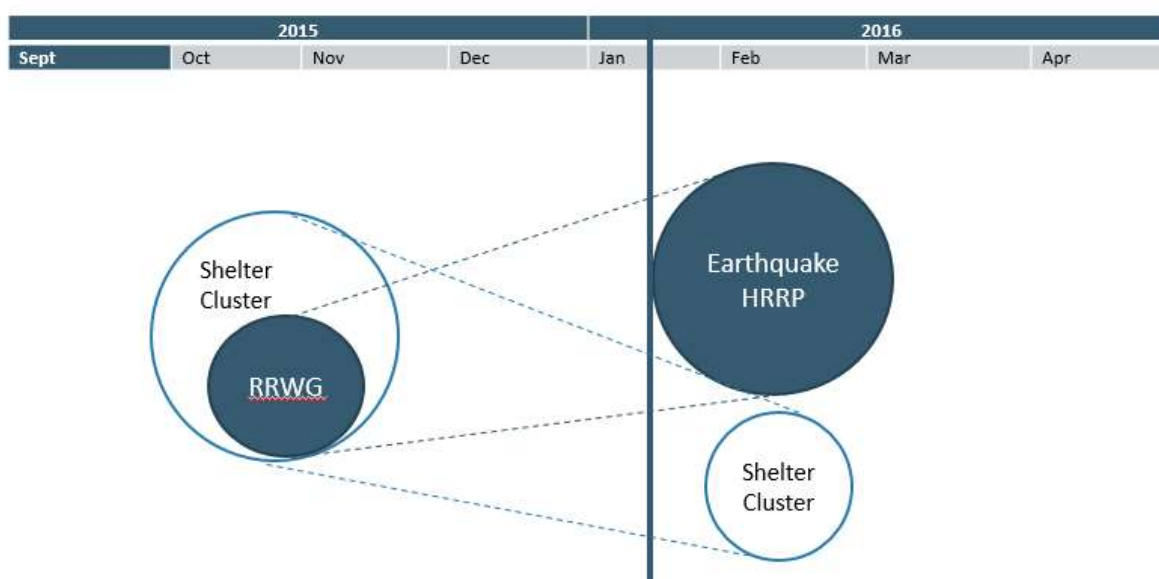 2015 2016
Sept Oct Nov Dec Jan Feb Mar Apr
Shelter
Cluster
RRWG
Earthquake
HRRP
Shelter
Cluster